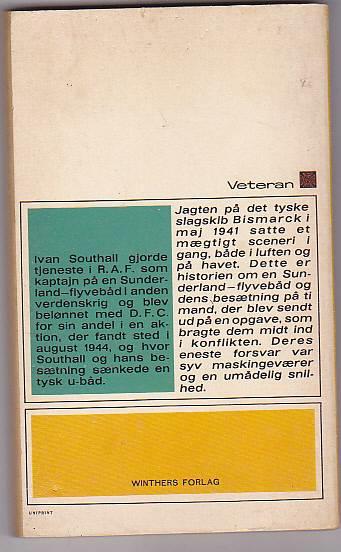 Veteran
Ivan Southall gjorde
tjeneste i R.A.F. som
kaptajn på en Sunder-
land—flyvebåd I anden
verdenskrig og blev
belønnet med D.F.C.
for sin andel i en ak-
tion, der fandt sted i
august 1944, og hvor
Southall og hans be-
sætning sænkede en
tysk u-båd.
Jagten på det tyske
slagskib Bismarck i
maj 1941 satte et
mægtigt sceneri i
gang, både i luften og
på havet. Dette er
historien om en Sun-
derland—flyvebåd og
dens besætning på ti
mand, der blev sendt
ud på en opgave, som
bragte dem midt ind
i konflikten. Deres
eneste forsvar var
syv maskingeværer
og en umådelig snil-
hed.
WINTHERS FORLAG
UNIPRINT